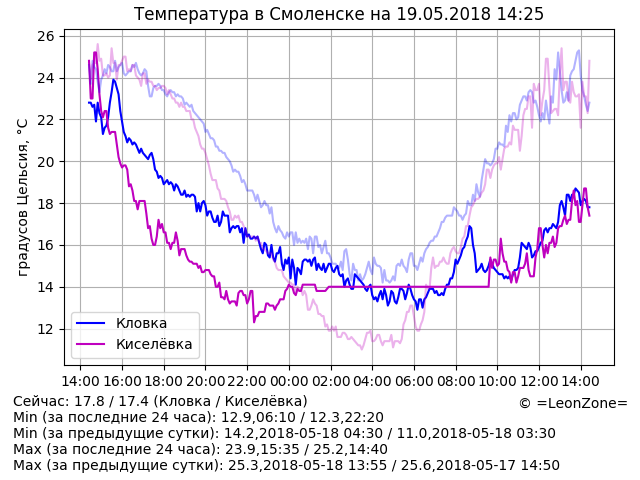 Температура в Смоленске на 19.05.2018 14:25
градусов Цельсия, °C
26
24
22
20
18
16
14
12
Кловка
Киселёвка
14:00 16:00 18:00 20:00 22:00 00:00 02:00 04:00 06:00 08:00 10:00 12:00 14:00
Сейчас: 17.8 / 17.4 (Кловка / Киселёвка)
© =LeonZone=
Min (за последние 24 часа): 12.9,06:10 / 12.3,22:20
Min (за предыдущие сутки): 14.2,2018-05-18 04:30 / 11.0,2018-05-18 03:30
Max (за последние 24 часа): 23.9,15:35 / 25.2,14:40
Max (за предыдущие сутки): 25.3,2018-05-18 13:55 / 25.6,2018-05-17 14:50